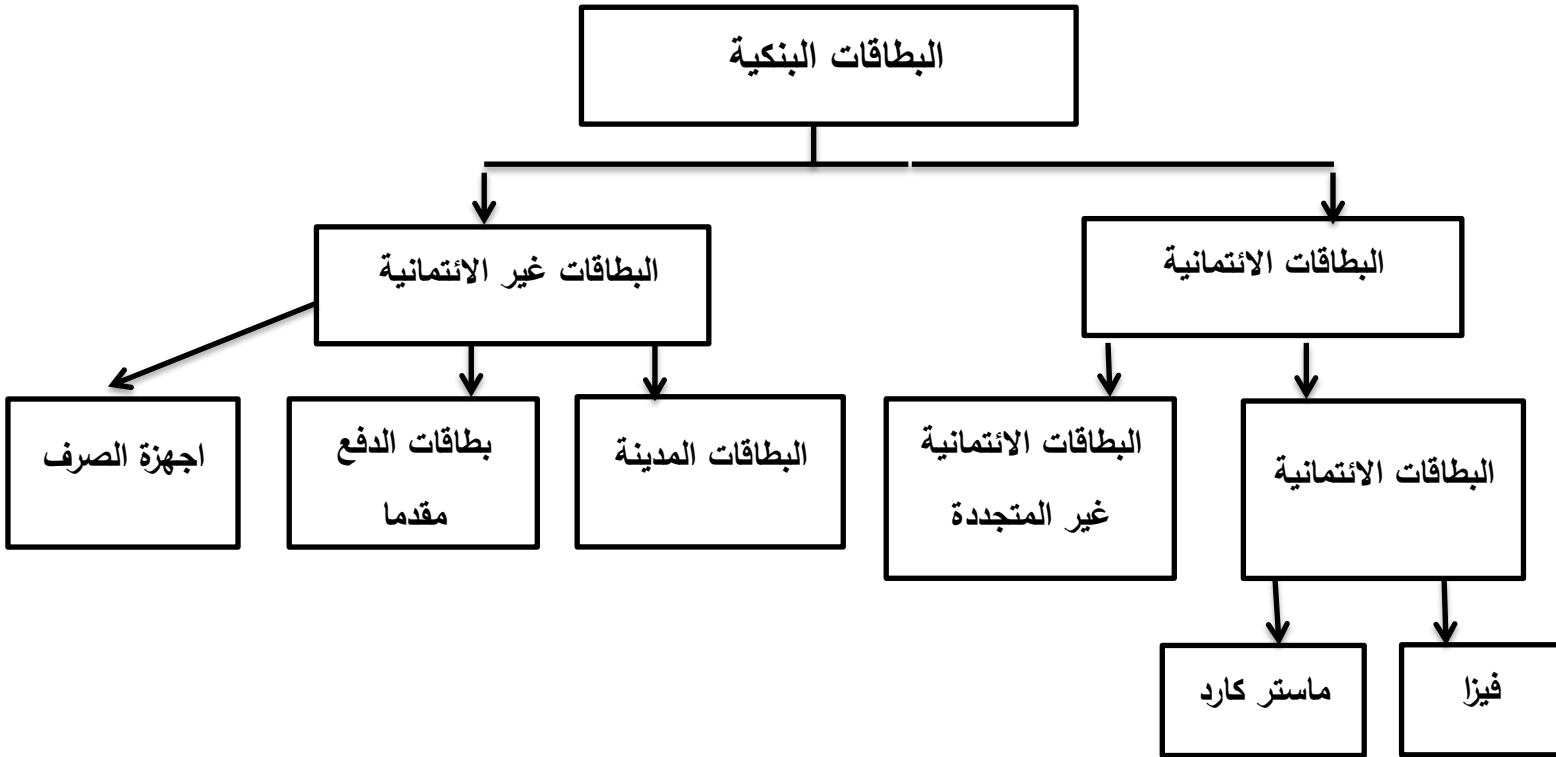 البطاقات البنكية
البطاقات الائتمانية
البطاقات غير الائتمانية
البطاقات الائتمانية
البطاقات الائتمانية
غير المتجددة
البطاقات المدينة
بطاقات الدفع
مقدما
اجهزة الصرف
فيزا
ماستر كارد